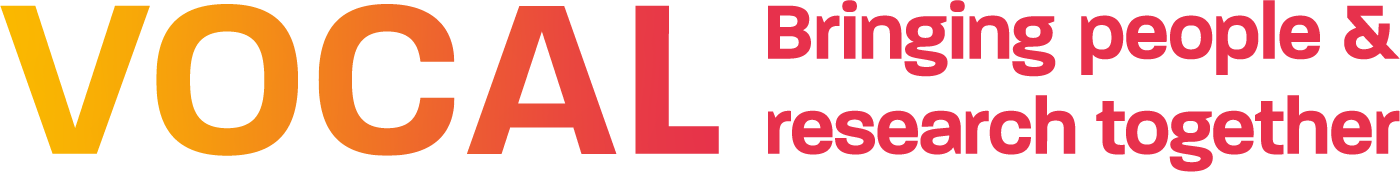 VOCAL
Bringing people &
research together